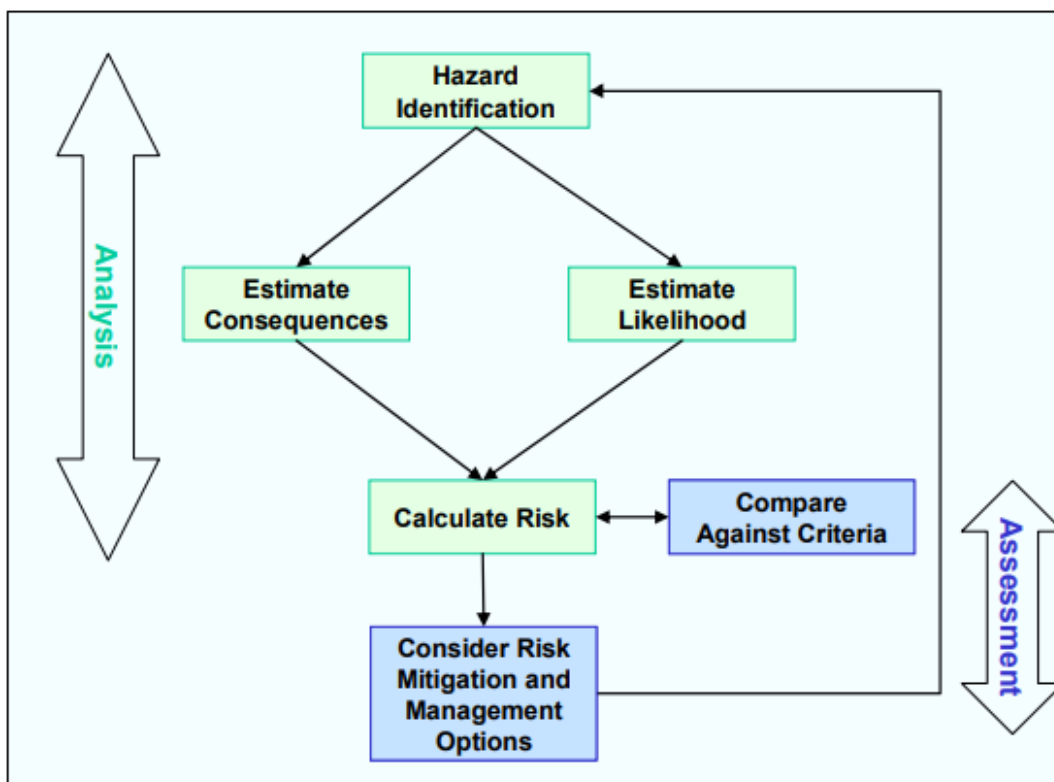 Hazard
Identification
Analysis
Estimate
Consequences
Estimate
Likelihood
Calculate Risk
Compare
Against Criteria
Assessment
Consider Risk
Mitigation and
Management
Options